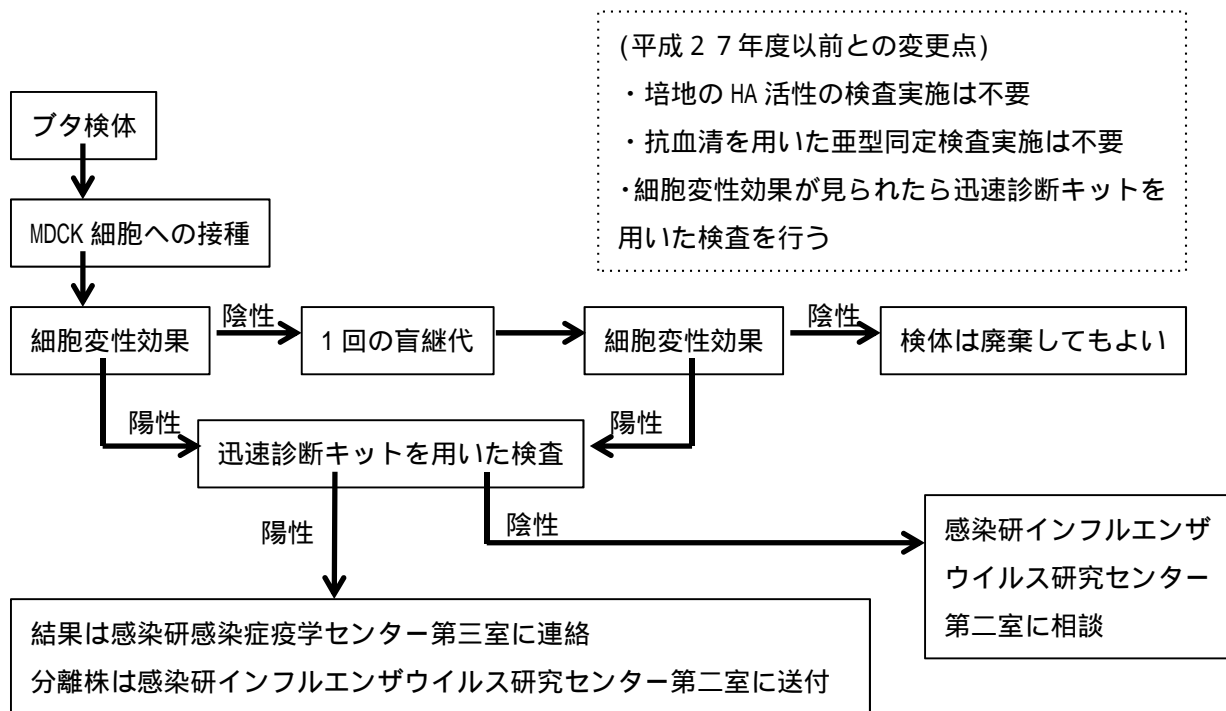 (平成２７年度以前との変更点)
・培地の HA 活性の検査実施は不要
・抗血清を用いた亜型同定検査実施は不要
・細胞変性効果が見られたら迅速診断キットを
用いた検査を行う
ブタ検体
MDCK 細胞への接種
細胞変性効果
陰性
1 回の盲継代
細胞変性効果
陰性
検体は廃棄してもよい
陽性
陽性
迅速診断キットを用いた検査
陽性
陰性
感染研インフルエンザ
ウイルス研究センター
第二室に相談
結果は感染研感染症疫学センター第三室に連絡
分離株は感染研インフルエンザウイルス研究センター第二室に送付